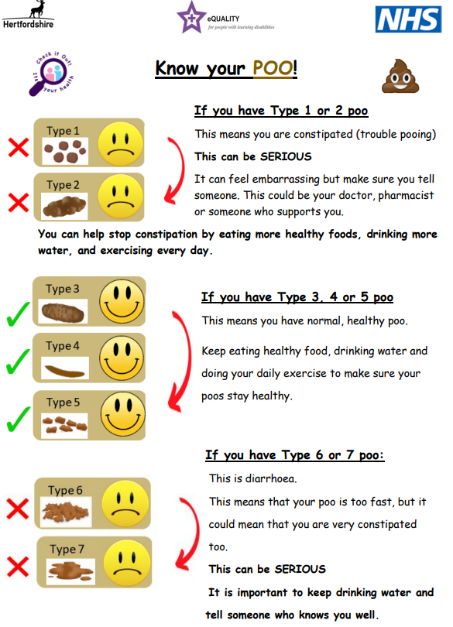 Hertfordshire
eQUALITY
for people with learning disabilities
NHS
Check it Out!
It's your health
Know your POO!
If you have Type 1 or 2 poo
Type 1
This means you are constipated (trouble pooing)
This can be SERIOUS
Type 2
It can feel embarrassing but make sure you tell
someone. This could be your doctor, pharmacist
or someone who supports you.
You can help stop constipation by eating more healthy foods, drinking more
water, and exercising every day.
Type 3
If you have Type 3, 4 or 5 poo
This means you have normal, healthy poo.
Type 4
Keep eating healthy food, drinking water and
doing your daily exercise to make sure your
poos stay healthy.
Type 5
If you have Type 6 or 7 poo:
This is diarrhoea.
Type 6
This means that your poo is too fast, but it
could mean that you are very constipated
too.
Type 7
This can be SERIOUS
It is important to keep drinking water and
tell someone who knows you well.